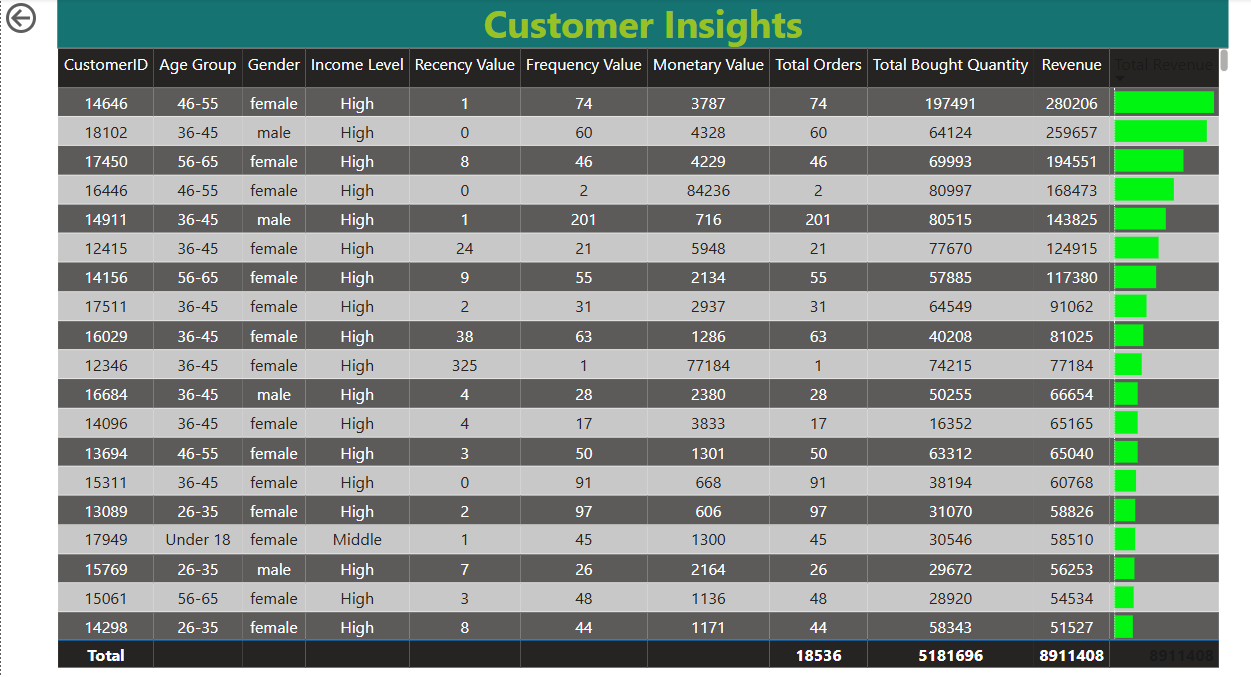 Customer Insights
CustomerID Age Group Gender Income Level Recency Value Frequency Value Monetary Value Total Orders Total Bought Quantity Revenue Total Revenue
14646 46-55 female High 1 74 3787 74 197491 280206
18102 36-45 male High 0 60 4328 60 64124 259657
17450 56-65 female High 8 46 4229 46 69993 194551
16446 46-55 female High 0 2 84236 2 80997 168473
14911 36-45 male High 1 201 716 201 80515 143825
12415 36-45 female High 24 21 5948 21 77670 124915
14156 56-65 female High 9 55 2134 55 57885 117380
17511 36-45 female High 2 31 2937 31 64549 91062
16029 36-45 female High 38 63 1286 63 40208 81025
12346 36-45 female High 325 1 77184 1 74215 77184
16684 36-45 male High 4 28 2380 28 50255 66654
14096 36-45 female High 4 17 3833 17 16352 65165
13694 46-55 female High 3 50 1301 50 63312 65040
15311 36-45 female High 0 91 668 91 38194 60768
13089 26-35 female High 2 97 606 97 31070 58826
17949 Under 18 female Middle 1 45 1300 45 30546 58510
15769 26-35 male High 7 26 2164 26 29672 56253
15061 56-65 female High 3 48 1136 48 28920 54534
14298 26-35 female High 8 44 1171 44 58343 51527
Total 18536 5181696 8911408 8911408